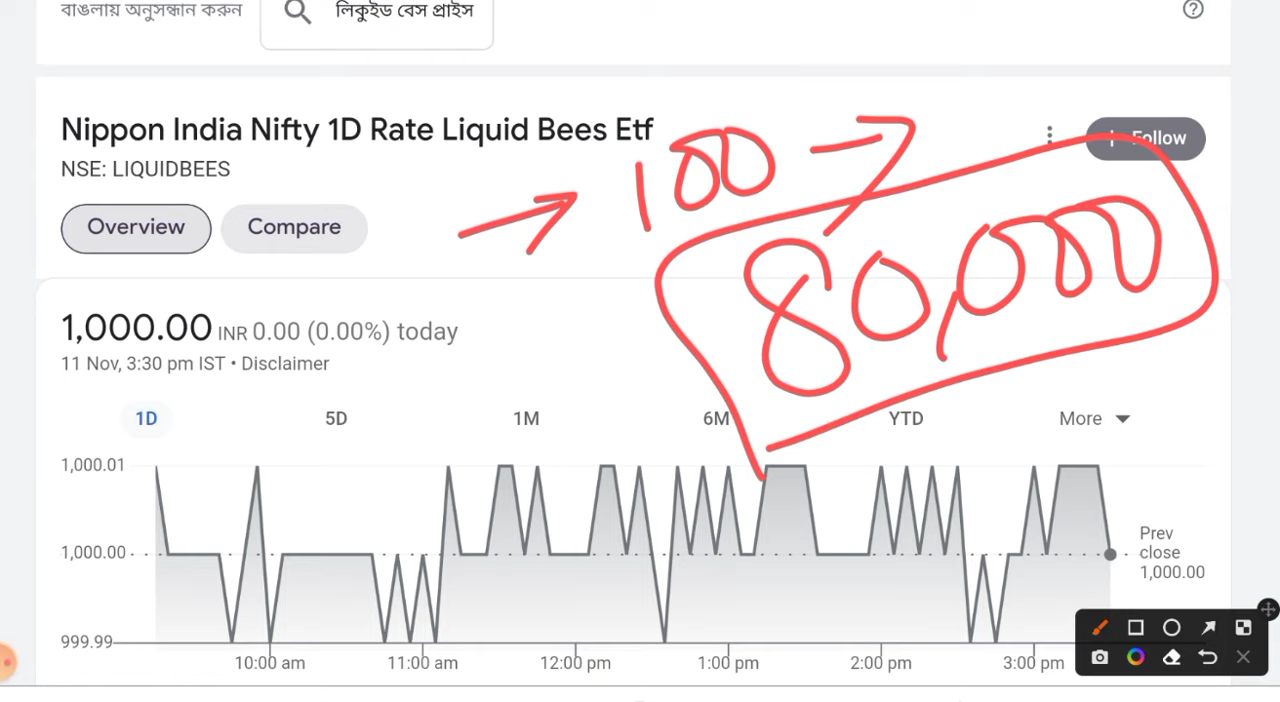 বাঙলায় অনুসন্ধান করুন
লিকুইড বেস প্রাইস
Nippon India Nifty 1D Rate Liquid Bees Etf
+ Follow
NSE: LIQUIDBEES
100 →
80,000
Overview
Compare
1,000.00 INR 0.00 (0.00%) today
11 Nov, 3:30 pm IST • Disclaimer
1D 5D 1M 6M YTD More
1,000.01
1,000.00
999.99
Prev
close
1,000.00
10:00 am 11:00 am 12:00 pm 1:00 pm 2:00 pm 3:00 pm